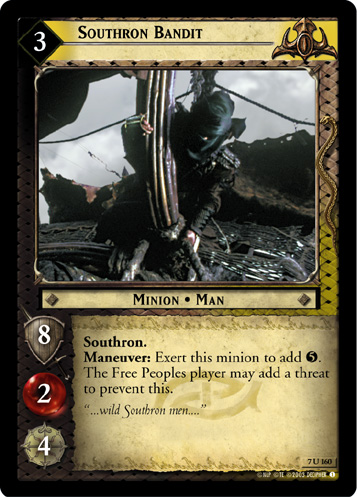 3
Southron Bandit
Minion • Man
8
Southron.
Maneuver: Exert this minion to add 5.
The Free Peoples player may add a threat
to prevent this.
2
"...wild Southron men...."
4
7 U 160